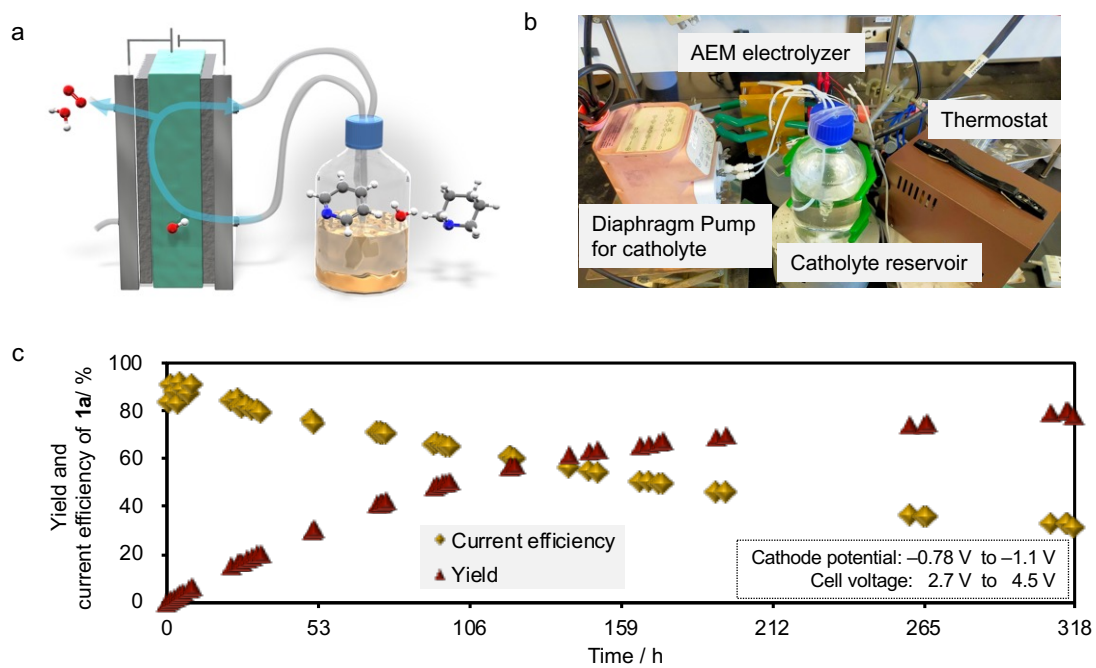 a
b
AEM electrolyzer
Thermostat
Diaphragm Pump
for catholyte
Catholyte reservoir
c
Yield and
current efficiency of 1a/ %
100
80
60
40
20
0
Current efficiency
Yield
Cathode potential: –0.78 V to –1.1 V
Cell voltage: 2.7 V to 4.5 V
0 53 106 159 212 265 318
Time / h